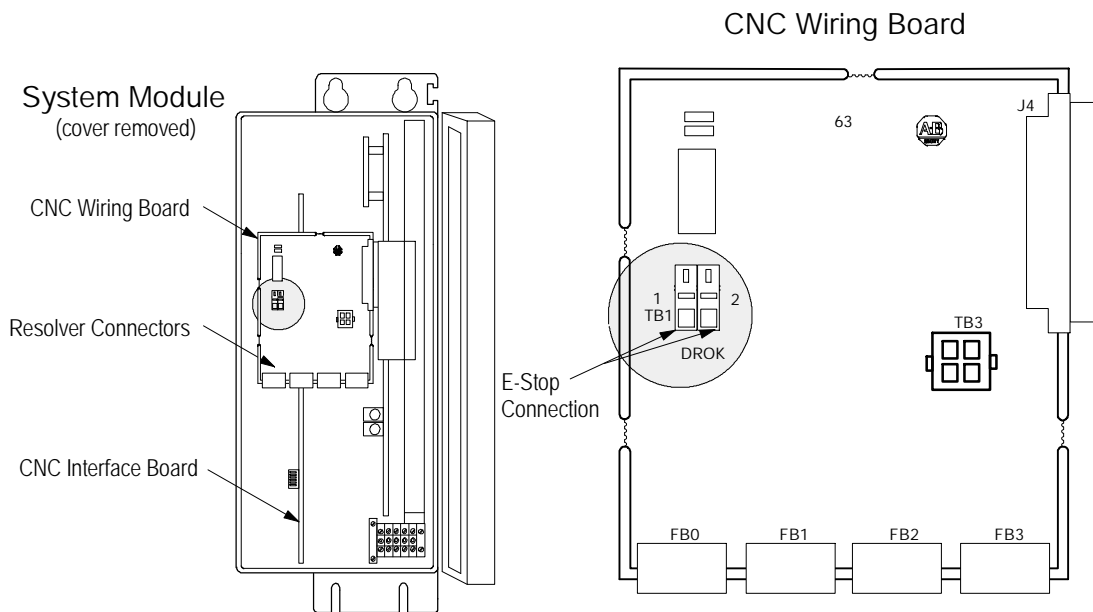 CNC Wiring Board
System Module
(cover removed)
CNC Wiring Board
Resolver Connectors
CNC Interface Board
J4
63
AB
1
2
TB1
DROK
TB3
E-Stop
Connection
FB0
FB1
FB2
FB3